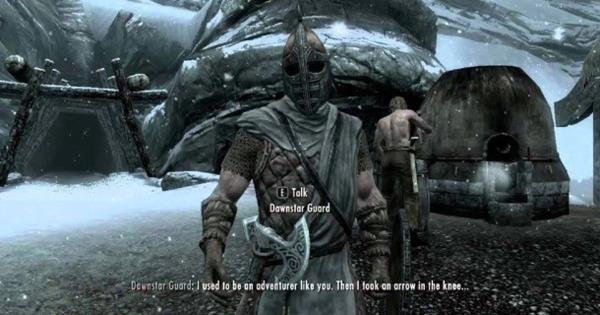 E Talk
Dawnstar Guard
Dawnstar Guard: I used to be an adventurer like you. Then I took an arrow in the knee...